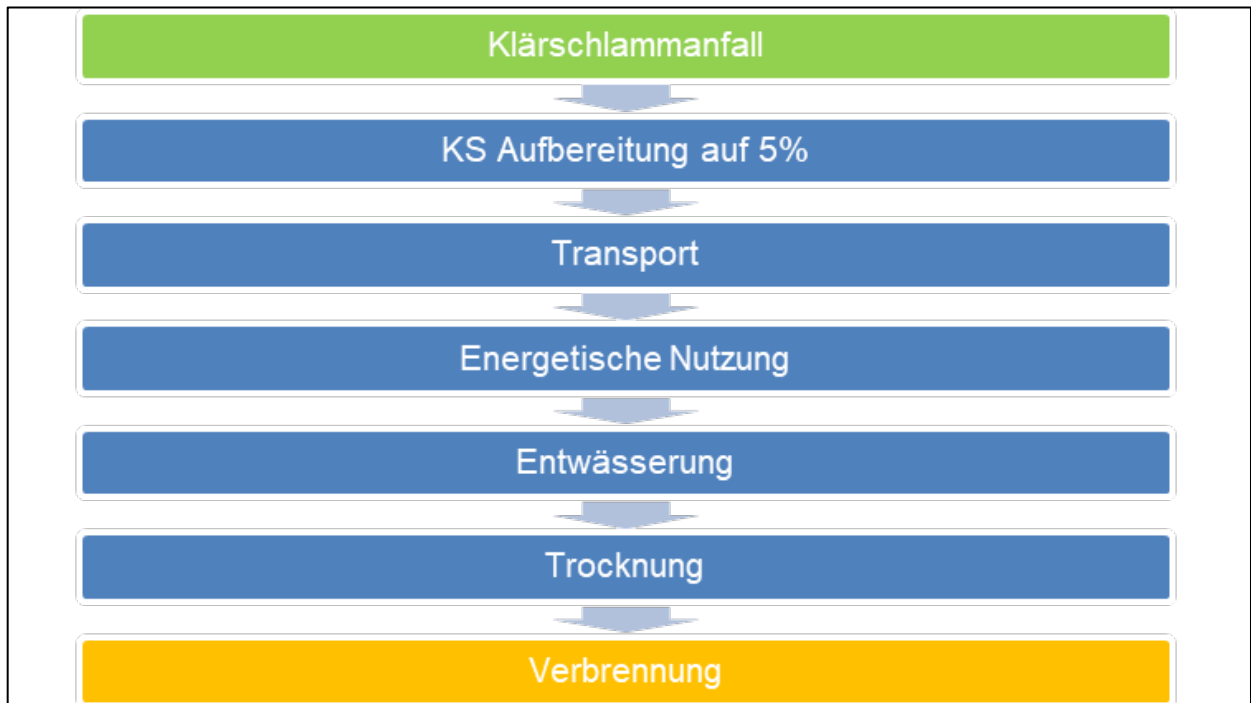 Klärschlammanfall
KS Aufbereitung auf 5%
Transport
Energetische Nutzung
Entwässerung
Trocknung
Verbrennung